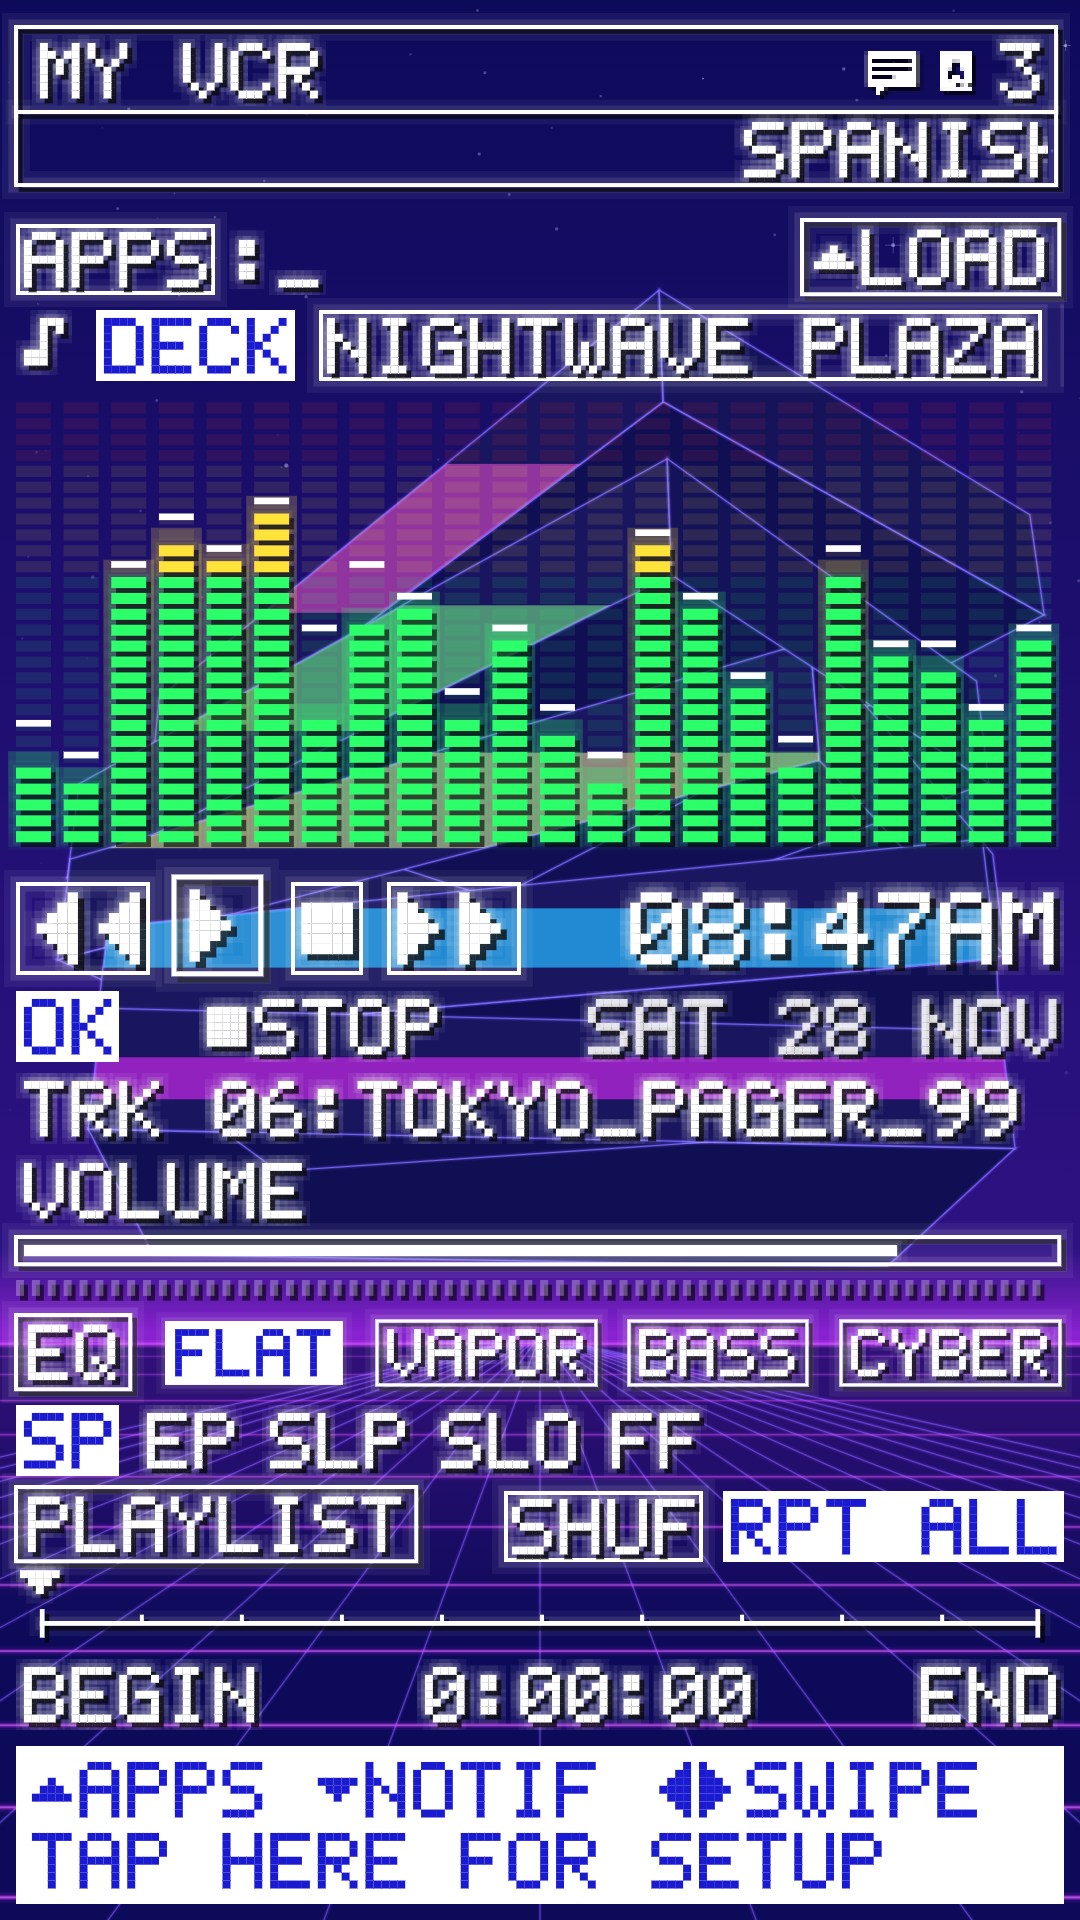 MY VCR 3
SPANISH
APPS:_ ▲LOAD
♪ DECK NIGHTWAVE PLAZA
08:47AM
OK ■STOP SAT 28 NOV
TRK 06:TOKYO_PAGER_99
VOLUME
EQ FLAT VAPOR BASS CYBER
SP EP SLP SLO FF
PLAYLIST SHUF RPT ALL
BEGIN 0:00:00 END
▲APPS ▼NOTIF ◀▶SWIPE
TAP HERE FOR SETUP